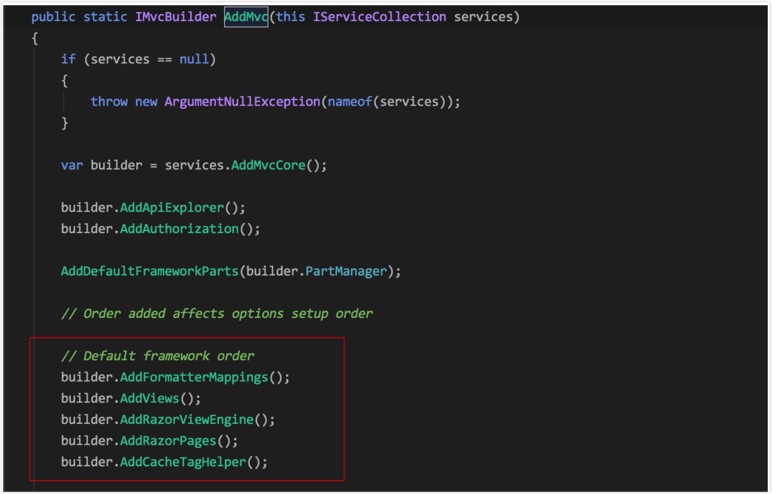 public static IMvcBuilder AddMvc(this IServiceCollection services)
{
if (services == null)
{
throw new ArgumentNullException(nameof(services));
}
var builder = services.AddMvcCore();
builder.AddApiExplorer();
builder.AddAuthorization();
AddDefaultFrameworkParts(builder.PartManager);
// Order added affects options setup order
// Default framework order
builder.AddFormatterMappings();
builder.AddViews();
builder.AddRazorViewEngine();
builder.AddRazorPages();
builder.AddCacheTagHelper();